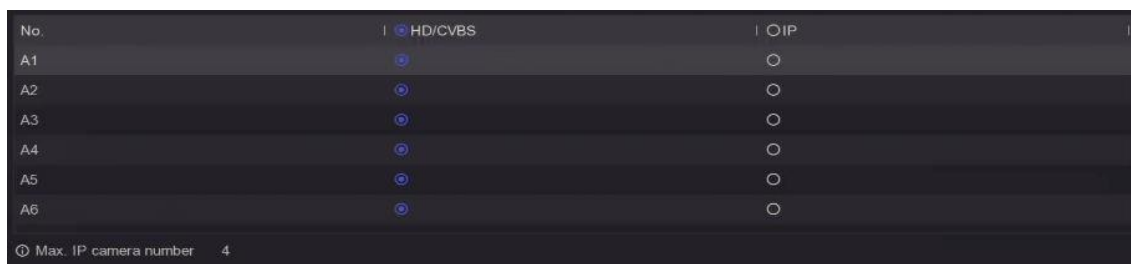 No. HD/CVBS IP
A1
A2
A3
A4
A5
A6
Max. IP camera number 4